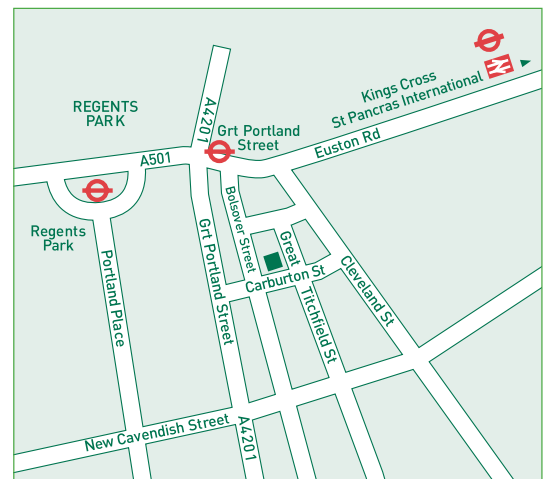 Kings Cross
St Pancras International
REGENTS
PARK
A4201
Grt Portland
Street
Euston Rd
A501
Regents
Park
Bolsover Street
Grt Portland Street
Great
Titchfield St
Carburton St
Cleveland St
Portland Place
New Cavendish Street
A4201